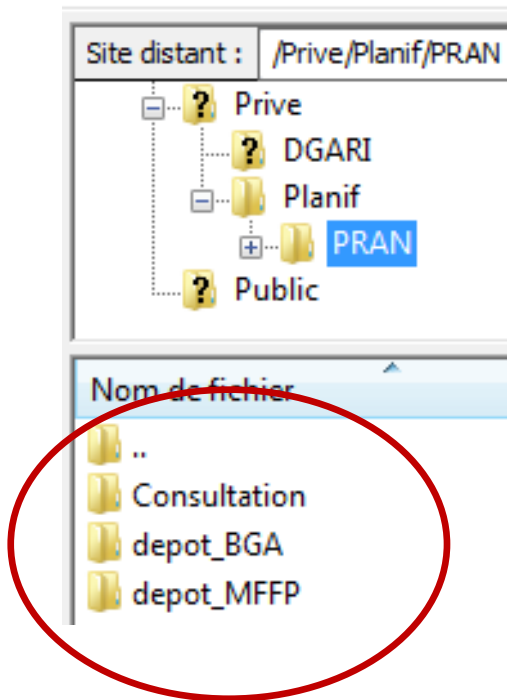 Site distant : /Prive/Planif/PRAN
Prive
DGARI
Planif
PRAN
Public
Nom de fichier
..
Consultation
depot_BGA
depot_MFFP